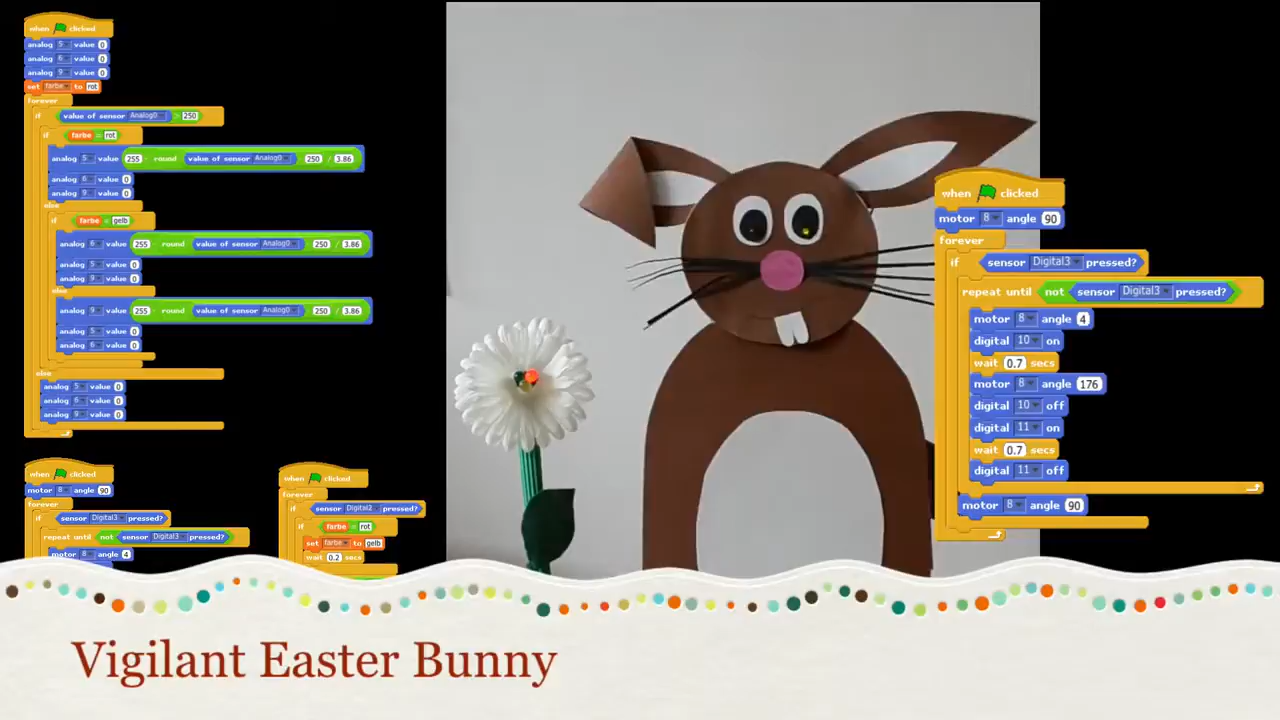 when clicked
analog 5 value 0
analog 6 value 0
analog 9 value 0
set farbe to rot
forever
if value of sensor Analog0 > 250
if farbe = rot
analog 5 value 255 - round value of sensor Analog0 250 / 3.86
analog 6 value 0
analog 9 value 0
else
if farbe = gelb
analog 6 value 255 - round value of sensor Analog0 250 / 3.86
analog 5 value 0
analog 9 value 0
else
analog 9 value 255 - round value of sensor Analog0 250 / 3.86
analog 5 value 0
analog 6 value 0
else
analog 5 value 0
analog 6 value 0
analog 9 value 0
when clicked
motor 8 angle 90
forever
if sensor Digital3 pressed?
repeat until not sensor Digital3 pressed?
motor 8 angle 4
when clicked
forever
if sensor Digital2 pressed?
if farbe = rot
set farbe to gelb
wait 0.2 secs
when clicked
motor 8 angle 90
forever
if sensor Digital3 pressed?
repeat until not sensor Digital3 pressed?
motor 8 angle 4
digital 10 on
wait 0.7 secs
motor 8 angle 176
digital 10 off
digital 11 on
wait 0.7 secs
digital 11 off
motor 8 angle 90
Vigilant Easter Bunny